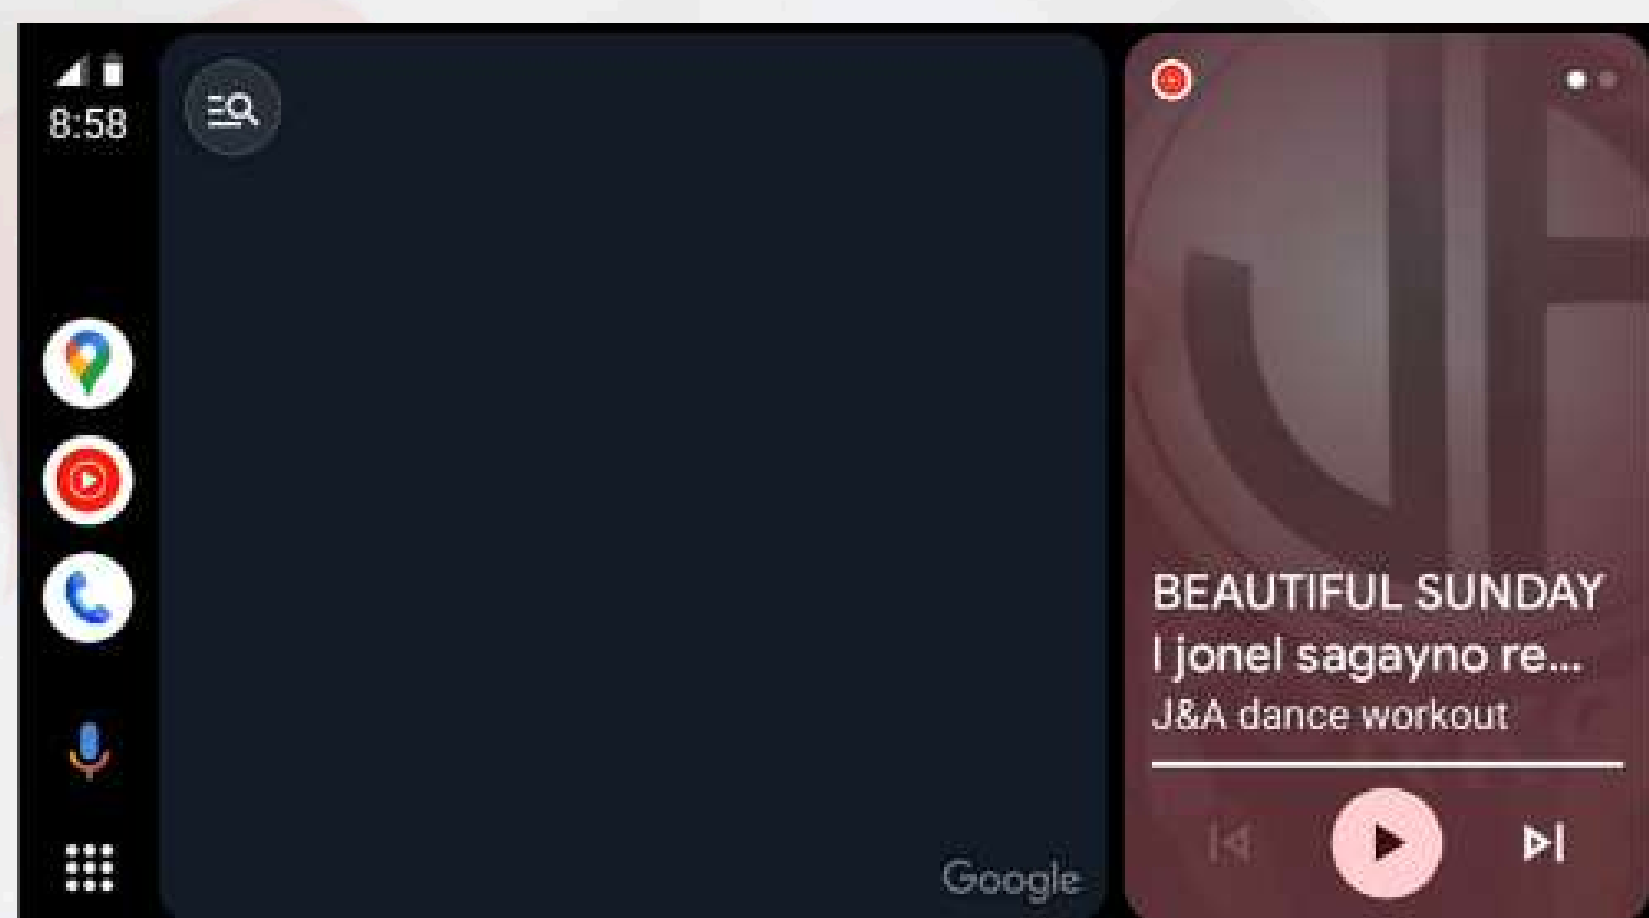 8:58
Google
BEAUTIFUL SUNDAY
l jonel sagayno re...
J&A dance workout